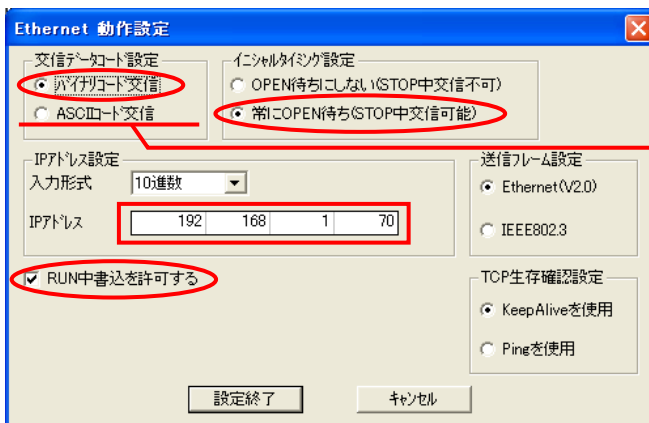 Ethernet 動作設定
交信データコード設定
バイナリコード交信
ASCIIコード交信
イニシャルタイミング設定
OPEN待ちにしない(STOP中交信不可)
常にOPEN待ち(STOP中交信可能)
IPアドレス設定
入力形式 10進数
IPアドレス 192 168 1 70
送信フレーム設定
Ethernet(V2.0)
IEEE802.3
RUN中書込を許可する
TCP生存確認設定
KeepAliveを使用
Pingを使用
設定終了 キャンセル